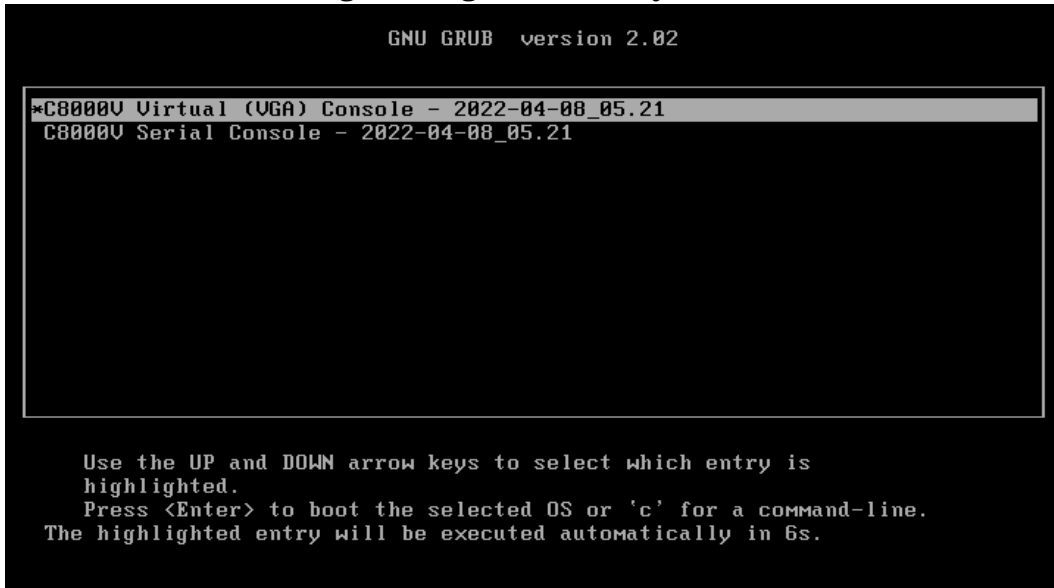 GNU GRUB version 2.02
*C8000V Virtual (VGA) Console - 2022-04-08_05.21
C8000V Serial Console - 2022-04-08_05.21
Use the UP and DOWN arrow keys to select which entry is
highlighted.
Press <Enter> to boot the selected OS or 'c' for a command-line.
The highlighted entry will be executed automatically in 6s.